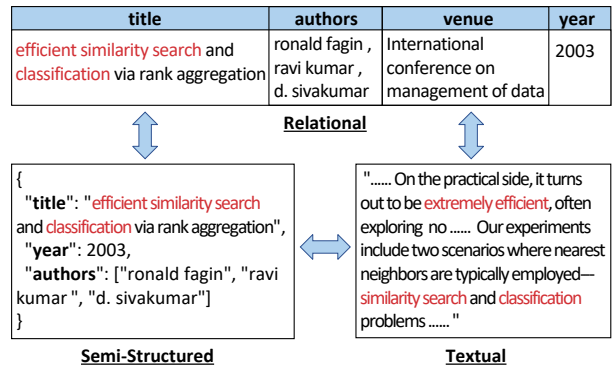 title authors venue year
efficient similarity search and
classification via rank aggregation
ronald fagin ,
ravi kumar ,
d. sivakumar
International
conference on
management of data
2003
Relational
{
"title": "efficient similarity search
and classification via rank aggregation",
"year": 2003,
"authors": ["ronald fagin", "ravi
kumar ", "d. sivakumar"]
}
Semi-Structured
"...... On the practical side, it turns
out to be extremely efficient, often
exploring no ...... Our experiments
include two scenarios where nearest
neighbors are typically employed—
similarity search and classification
problems ...... "
Textual